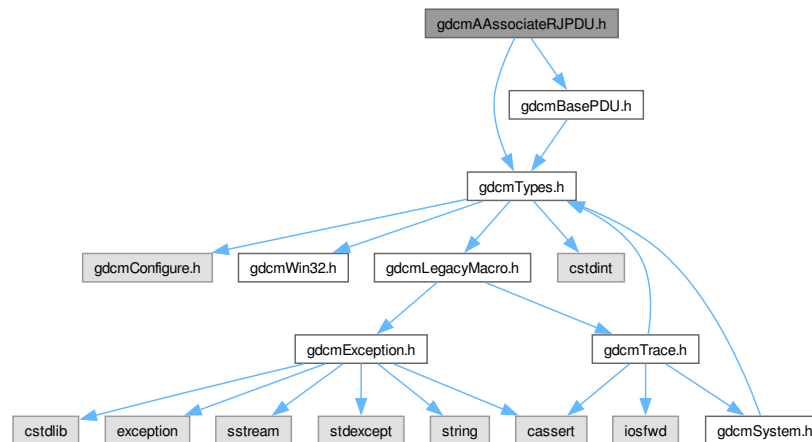 gdcmAAssociateRJPDU.h
gdcmBasePDU.h
gdcmTypes.h
gdcmConfigure.h
gdcmWin32.h
gdcmLegacyMacro.h
cstdint
gdcmException.h
gdcmTrace.h
cstdlib
exception
sstream
stdexcept
string
cassert
iosfwd
gdcmSystem.h